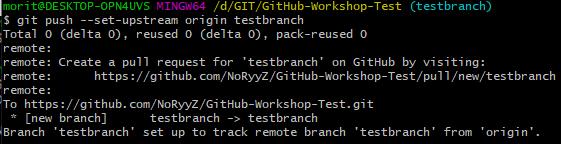 morit@DESKTOP-OPN4UVS MINGW64 /d/GIT/GitHub-Workshop-Test (testbranch)
$ git push --set-upstream origin testbranch
Total 0 (delta 0), reused 0 (delta 0), pack-reused 0
remote:
remote: Create a pull request for 'testbranch' on GitHub by visiting:
remote:      https://github.com/NoRyyZ/GitHub-Workshop-Test/pull/new/testbranch
remote:
To https://github.com/NoRyyZ/GitHub-Workshop-Test.git
 * [new branch]      testbranch -> testbranch
Branch 'testbranch' set up to track remote branch 'testbranch' from 'origin'.